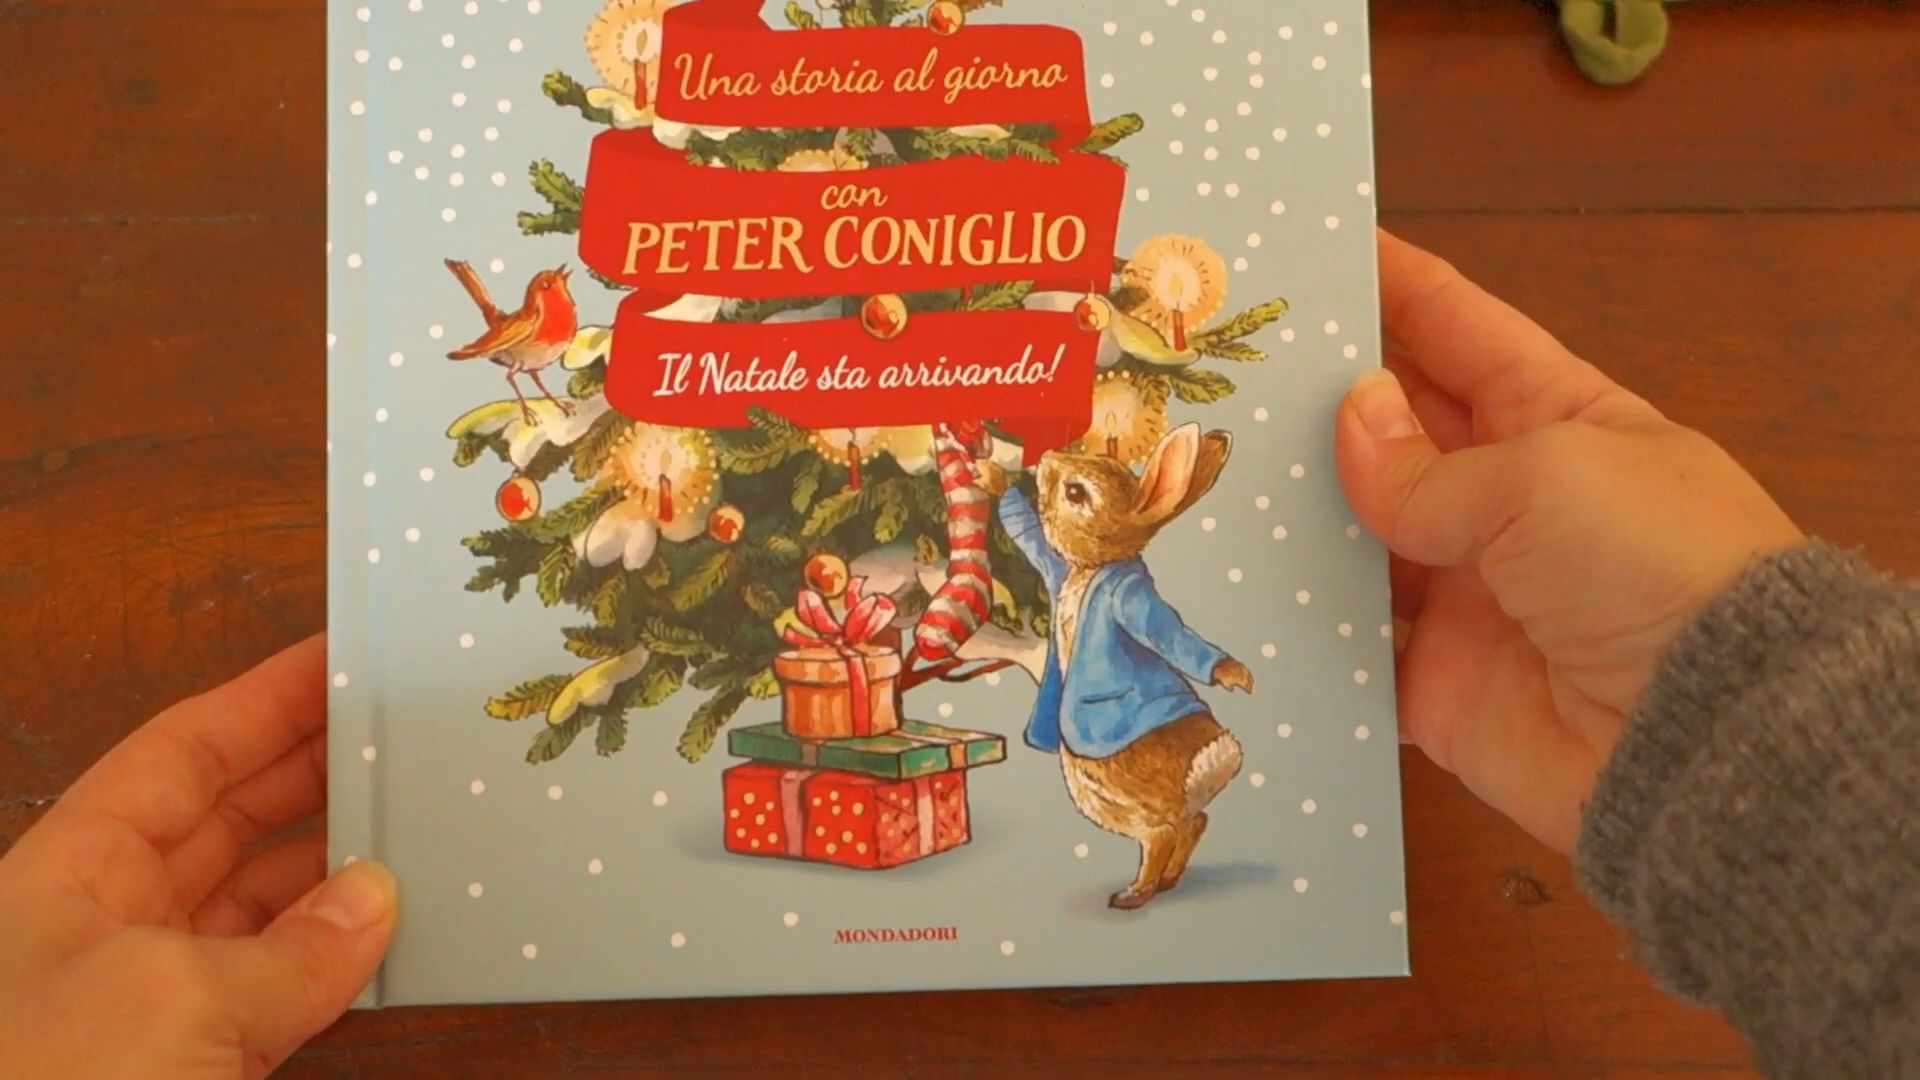 Una storia al giorno
con
PETER CONIGLIO
Il Natale sta arrivando!
MONDADORI